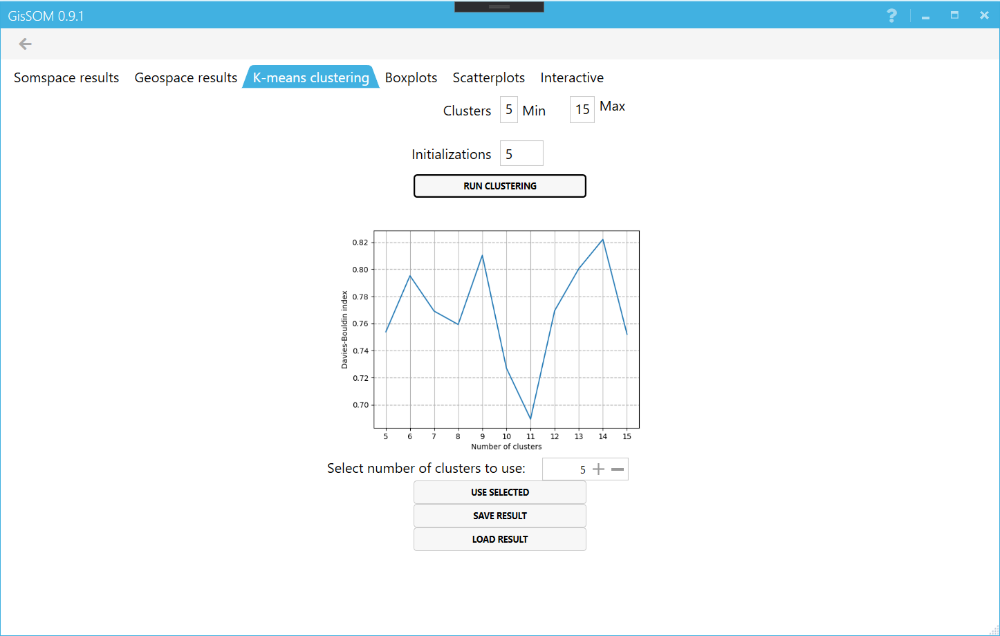 GisSOM 0.9.1
Somspace results Geospace results K-means clustering Boxplots Scatterplots Interactive
Clusters 5 Min 15 Max
Initializations 5
RUN CLUSTERING
0.82
0.80
0.78
0.76
0.74
0.72
0.70
Davies-Bouldin index
5 6 7 8 9 10 11 12 13 14 15
Number of clusters
Select number of clusters to use: 5
USE SELECTED
SAVE RESULT
LOAD RESULT